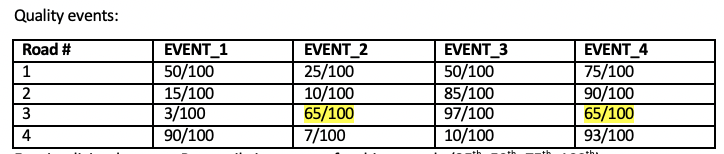 Quality events:
Road # EVENT_1 EVENT_2 EVENT_3 EVENT_4
1 50/100 25/100 50/100 75/100
2 15/100 10/100 85/100 90/100
3 3/100 65/100 97/100 65/100
4 90/100 7/100 10/100 93/100